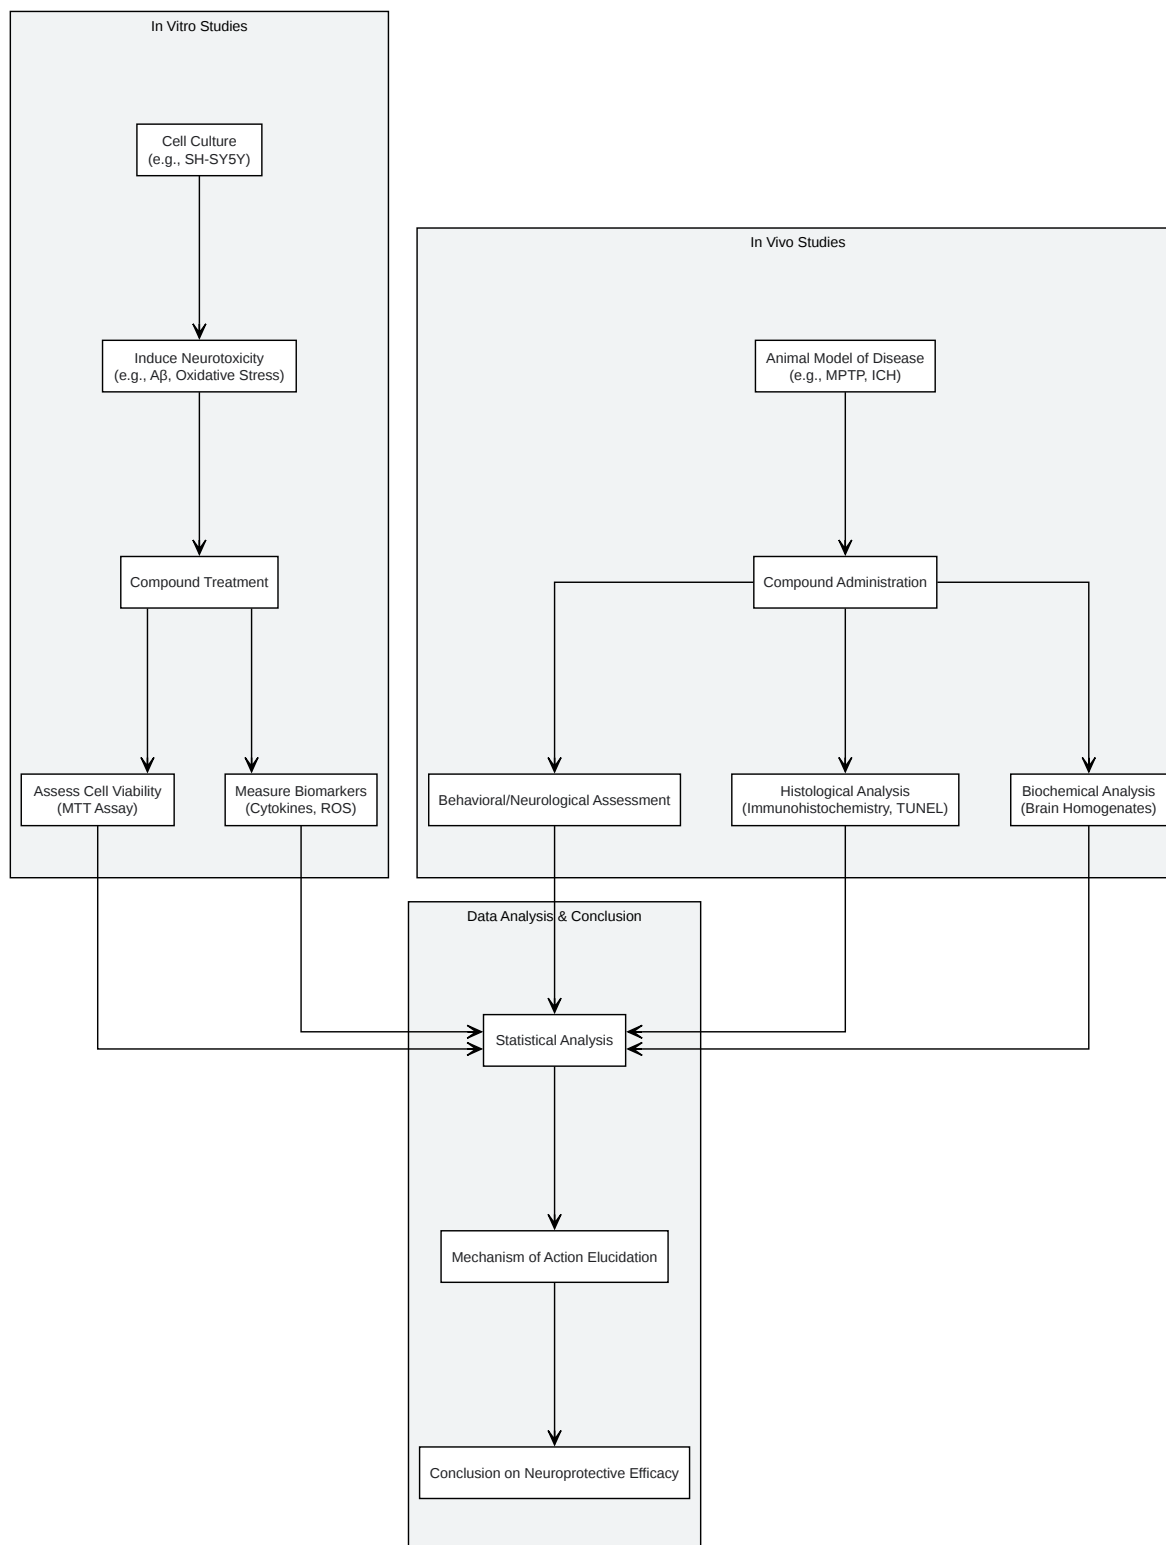 In Vitro Studies
Cell Culture
(e.g., SH-SY5Y)
Induce Neurotoxicity
(e.g., Aβ, Oxidative Stress)
Compound Treatment
Assess Cell Viability
(MTT Assay)
Measure Biomarkers
(Cytokines, ROS)
In Vivo Studies
Animal Model of Disease
(e.g., MPTP, ICH)
Compound Administration
Behavioral/Neurological Assessment
Histological Analysis
(Immunohistochemistry, TUNEL)
Biochemical Analysis
(Brain Homogenates)
Data Analysis & Conclusion
Statistical Analysis
Mechanism of Action Elucidation
Conclusion on Neuroprotective Efficacy